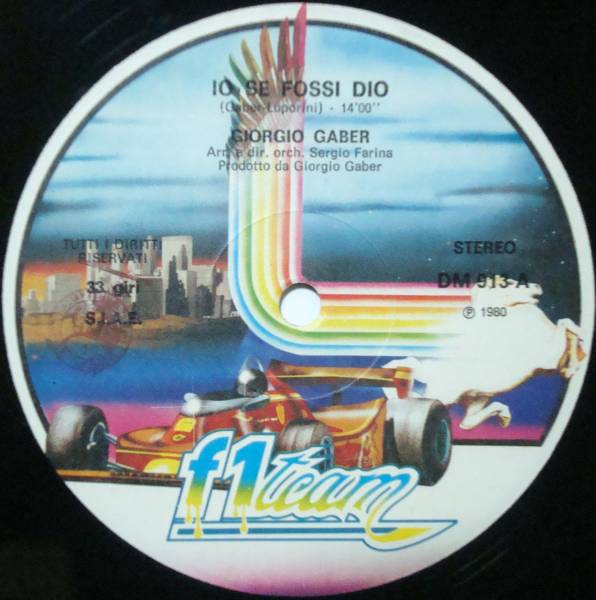 IO SE FOSSI DIO
(Gaber-Luporini) - 14'00''
GIORGIO GABER
Arr. e dir. orch. Sergio Farina
Prodotto da Giorgio Gaber
TUTTI I DIRITTI
RISERVATI
33 giri
S.I.A.E.
STEREO
DM 913 A
℗ 1980
f1 team